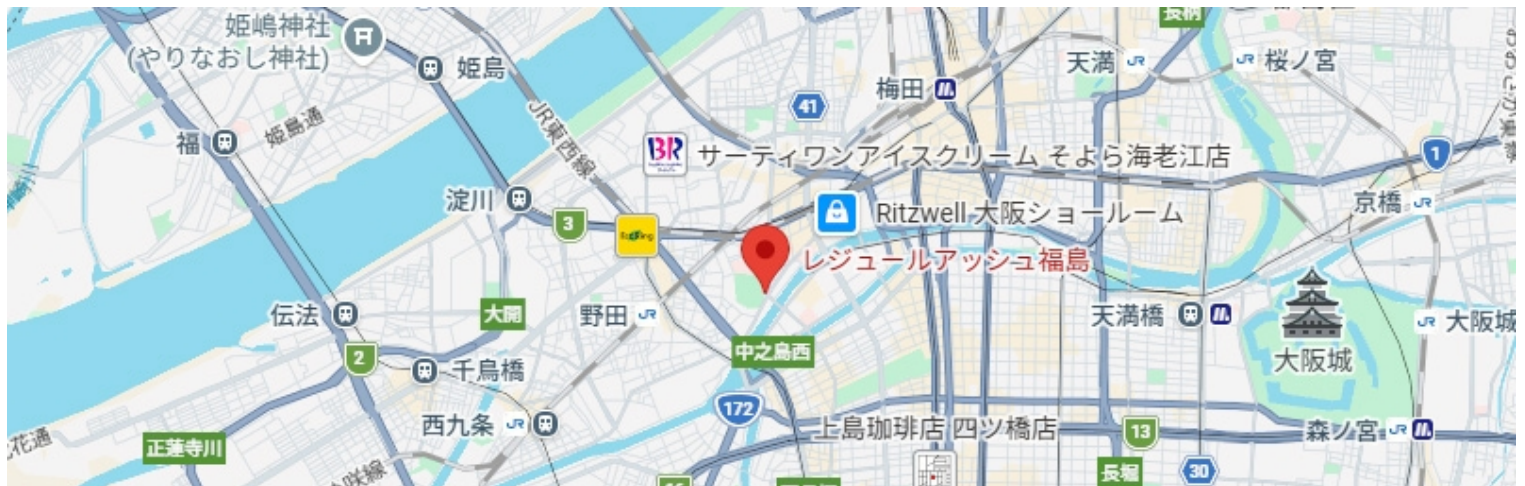 姫嶋神社
(やりなおし神社)
姫島
長柄
天満
桜ノ宮
梅田
41
JR東西線
姫島通
福
BR
サーティワンアイスクリーム そよら海老江店
1
淀川
3
京橋
Ritzwell 大阪ショールーム
レジュールアッシュ福島
伝法
大開
野田
天満橋
大阪城
大阪城
中之島西
2
千鳥橋
172
西九条
上島珈琲店 四ツ橋店
13
森ノ宮
正蓮寺川
長堀
30